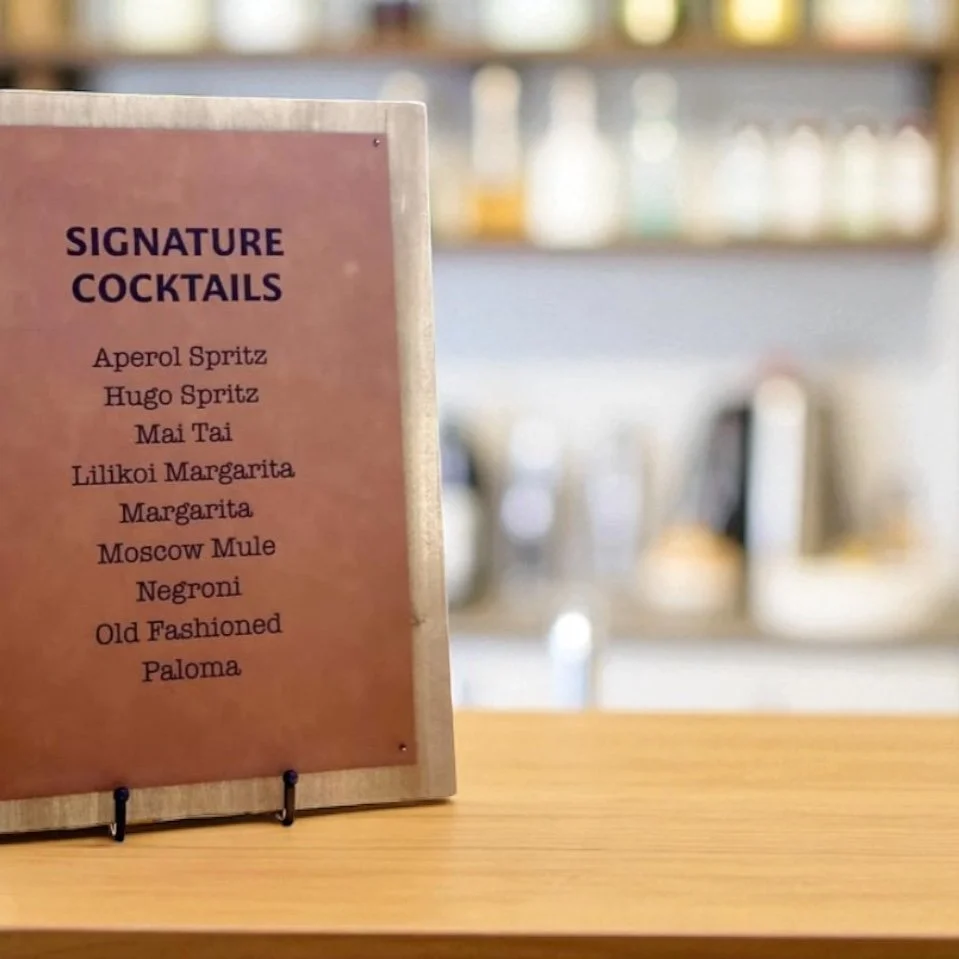 SIGNATURE
COCKTAILS
Aperol Spritz
Hugo Spritz
Mai Tai
Lilikoi Margarita
Margarita
Moscow Mule
Negroni
Old Fashioned
Paloma